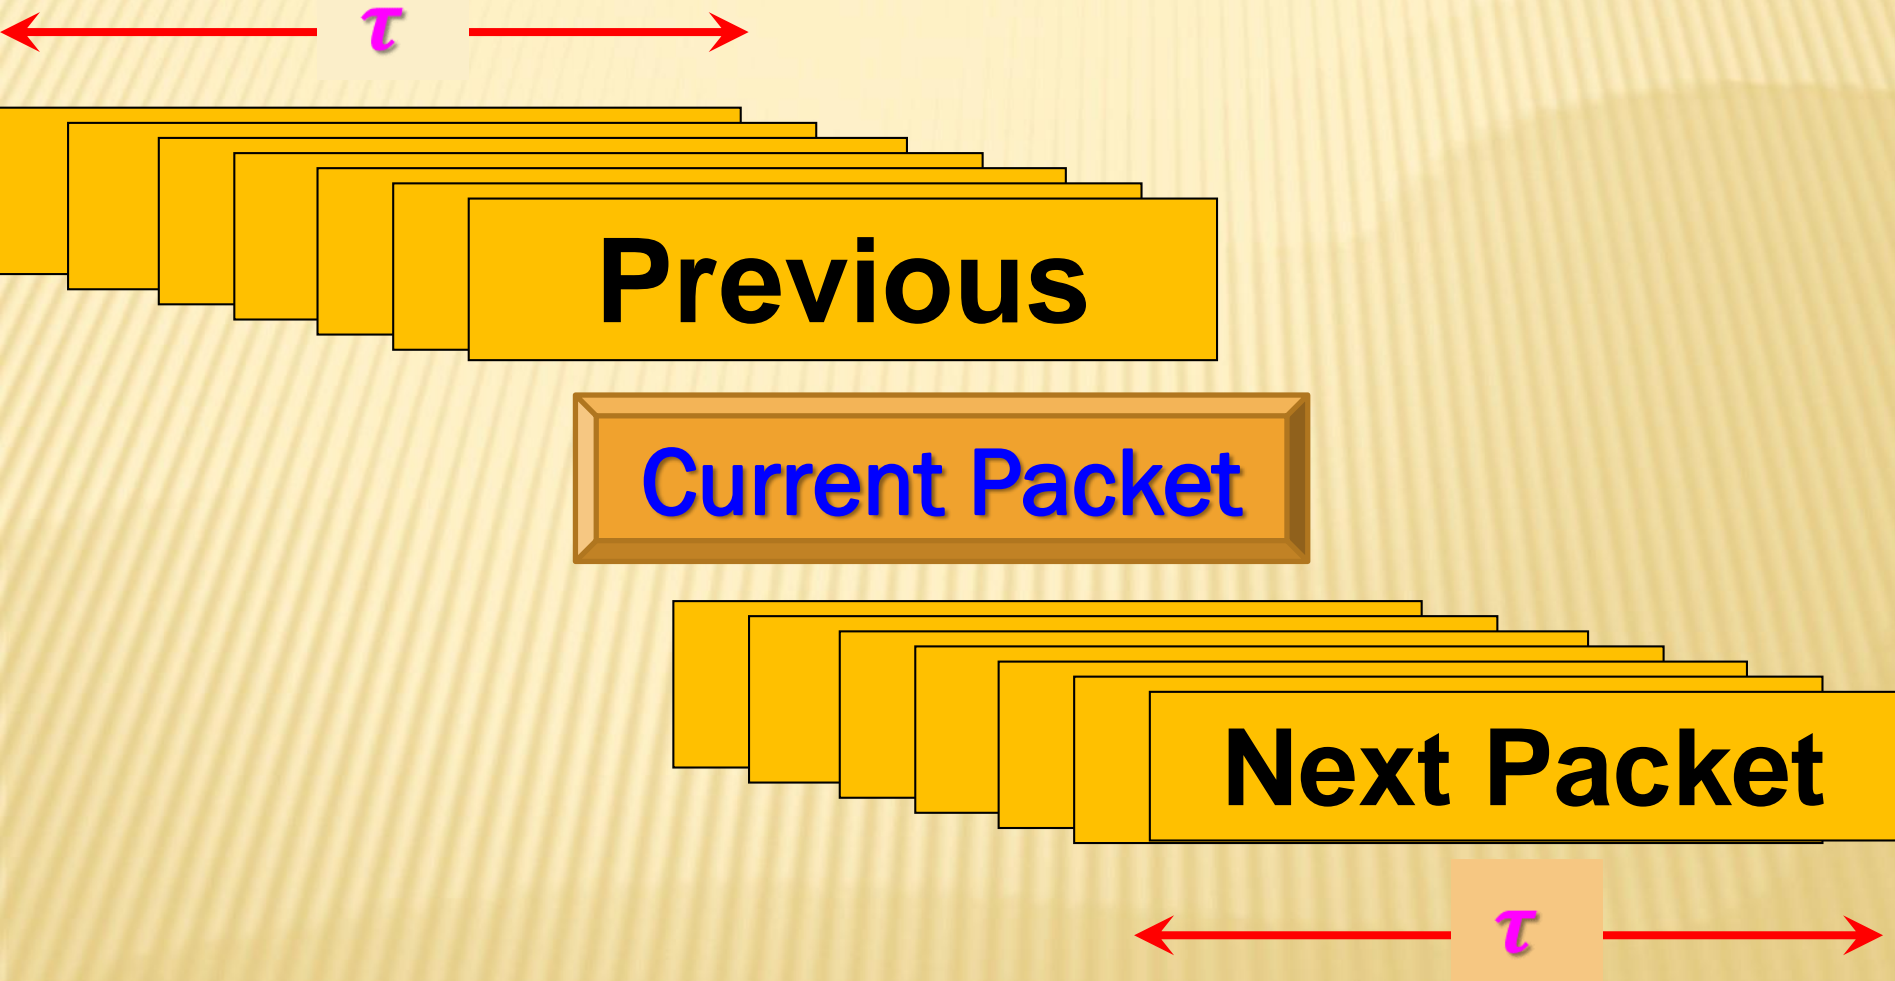 τ
Previous
Current Packet
Next Packet
τ